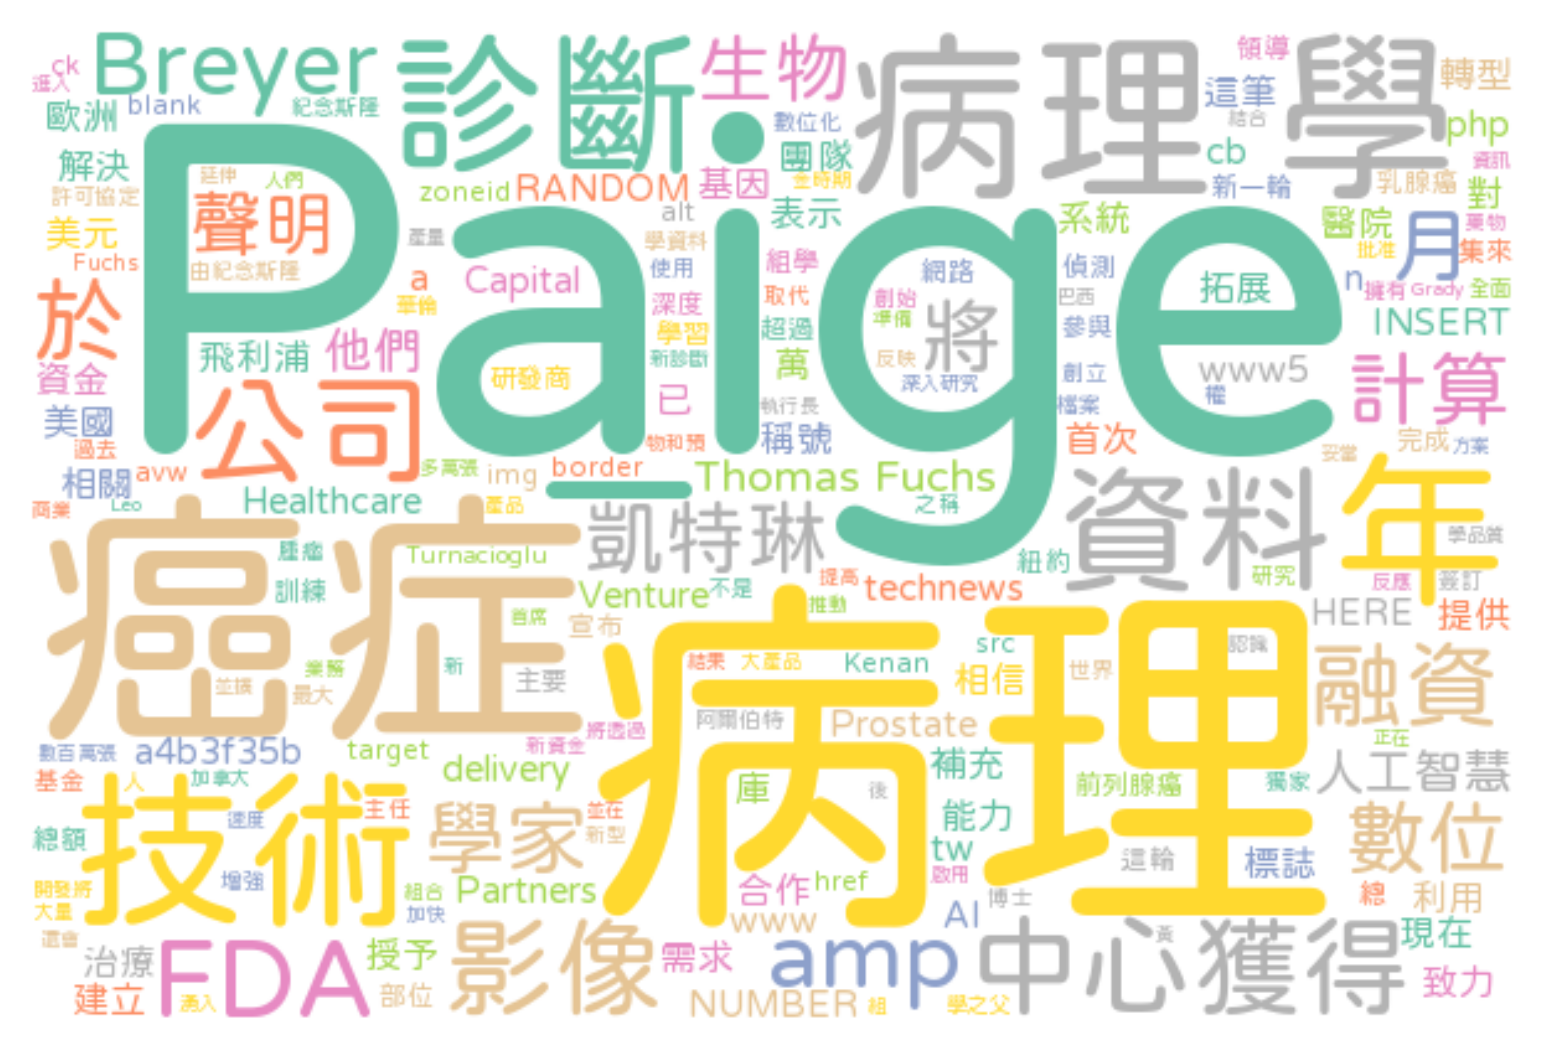 Paige
病理
癌症
診斷
病理學
技術
公司
資料
年
Breyer
生物
聲明
於
他們
計算
融資
數位
影像
FDA
amp
中心獲得
學家
凱特琳
人工智慧
將
月
ck
進入
歐洲
blank
紀念斯隆
數位化
領導
這筆
結合
轉型
php
資訊
解決
許可協定
延伸
人們
zoneid
RANDOM
基因
團隊
金時期
cb
新一輪
乳腺癌
對
美元
Fuchs
由紀念斯隆
產量
alt
學資料
表示
系統
醫院
批准
藥物
集來
a
華倫
Capital
使用
深度
組學
取代
網路
創始
準備
偵測
巴西
拓展
n
擁有
Grady
全面
INSERT
資金
飛利浦
研發商
學習
新診斷
超過
萬
反映
深入研究
參與
創立
檔案
www5
權
美國
過去
已
執行長
稱號
物和預
首次
完成
方案
妥當
相關
avw
多萬張
img
border
Thomas Fuchs
之稱
商業
Leo
Healthcare
產品
腫瘤
Turnacioglu
紐約
學品質
訓練
Venture
不是
提高
technews
研究
反應
簽訂
首席
宣布
推動
HERE
提供
業務
新
主要
結果
大產品
Kenan
src
相信
世界
認識
並擴
最大
阿爾伯特
Prostate
數百萬張
a4b3f35b
target
新資金
將透過
正在
基金
人
加拿大
delivery
庫
後
補充
前列腺癌
獨家
主任
並在
新型
能力
總額
速度
tw
這輪
標誌
開發將
大量
增強
組合
加快
Partners
合作
href
啟用
博士
總
利用
還會
www
AI
黃
現在
治療
授予
需求
建立
湧入
部位
NUMBER
組
學之父
致力